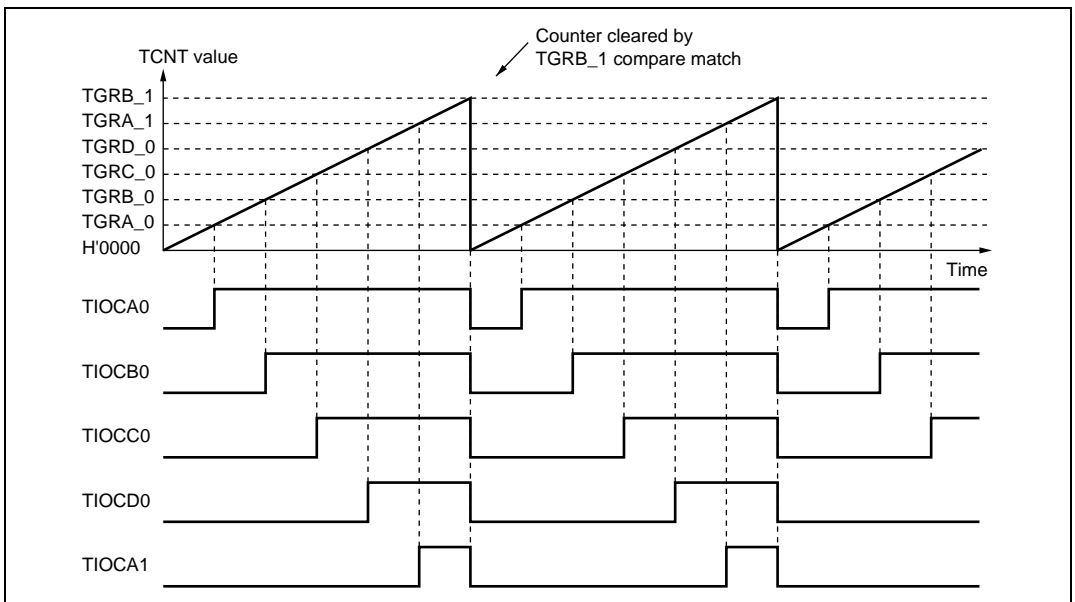 Counter cleared by
TGRB_1 compare match
TCNT value
TGRB_1
TGRA_1
TGRD_0
TGRC_0
TGRB_0
TGRA_0
H'0000
Time
TIOCA0
TIOCB0
TIOCC0
TIOCD0
TIOCA1